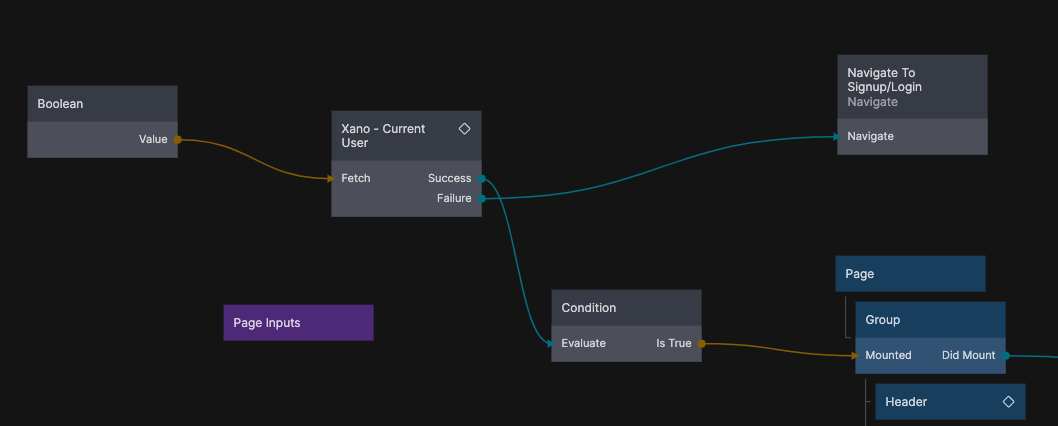 Boolean
Value
Xano - Current
User
Fetch
Success
Failure
Navigate To
Signup/Login
Navigate
Navigate
Page Inputs
Condition
Evaluate
Is True
Page
Group
Mounted
Did Mount
Header